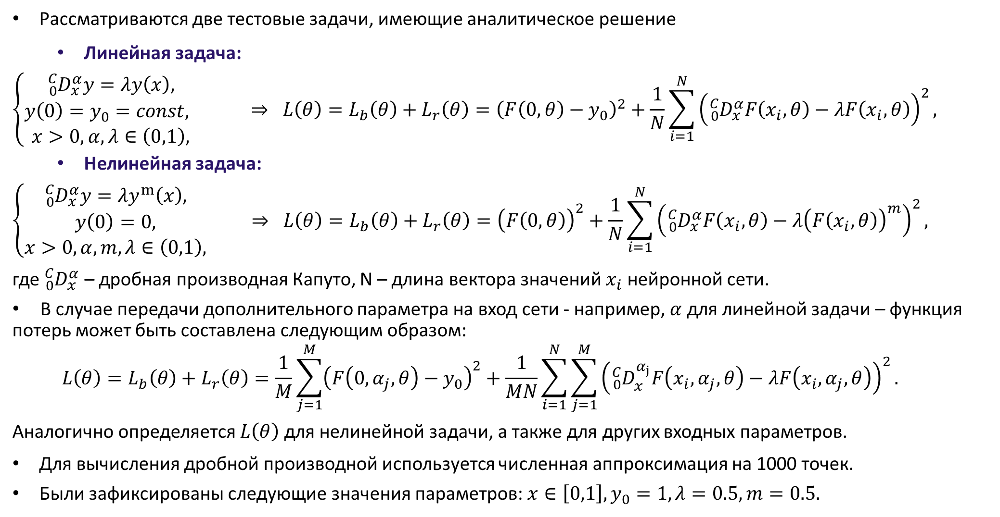 • Рассматриваются две тестовые задачи, имеющие аналитическое решение
• Линейная задача:
$\begin{cases} {}_0^C D_x^\alpha y = \lambda y(x), \\ y(0) = y_0 = const, \\ x > 0, \alpha, \lambda \in (0,1), \end{cases} \Rightarrow L(\theta) = L_b(\theta) + L_r(\theta) = (F(0,\theta) - y_0)^2 + \frac{1}{N}\sum_{i=1}^{N}\left({}_0^C D_x^\alpha F(x_i,\theta) - \lambda F(x_i,\theta)\right)^2,$
• Нелинейная задача:
$\begin{cases} {}_0^C D_x^\alpha y = \lambda y^{\mathrm{m}}(x), \\ y(0) = 0, \\ x > 0, \alpha, m, \lambda \in (0,1), \end{cases} \Rightarrow L(\theta) = L_b(\theta) + L_r(\theta) = \left(F(0,\theta)\right)^2 + \frac{1}{N}\sum_{i=1}^{N}\left({}_0^C D_x^\alpha F(x_i,\theta) - \lambda\left(F(x_i,\theta)\right)^m\right)^2,$
где ${}_0^C D_x^\alpha$ – дробная производная Капуто, N – длина вектора значений $x_i$ нейронной сети.
• В случае передачи дополнительного параметра на вход сети - например, $\alpha$ для линейной задачи – функция
потерь может быть составлена следующим образом:
$L(\theta) = L_b(\theta) + L_r(\theta) = \frac{1}{M}\sum_{j=1}^{M}\left(F(0,\alpha_j,\theta) - y_0\right)^2 + \frac{1}{MN}\sum_{i=1}^{N}\sum_{j=1}^{M}\left({}_0^C D_x^{\alpha_{\mathrm{j}}} F(x_i,\alpha_j,\theta) - \lambda F(x_i,\alpha_j,\theta)\right)^2.$
Аналогично определяется $L(\theta)$ для нелинейной задачи, а также для других входных параметров.
• Для вычисления дробной производной используется численная аппроксимация на 1000 точек.
• Были зафиксированы следующие значения параметров: $x \in [0,1], y_0 = 1, \lambda = 0.5, m = 0.5.$